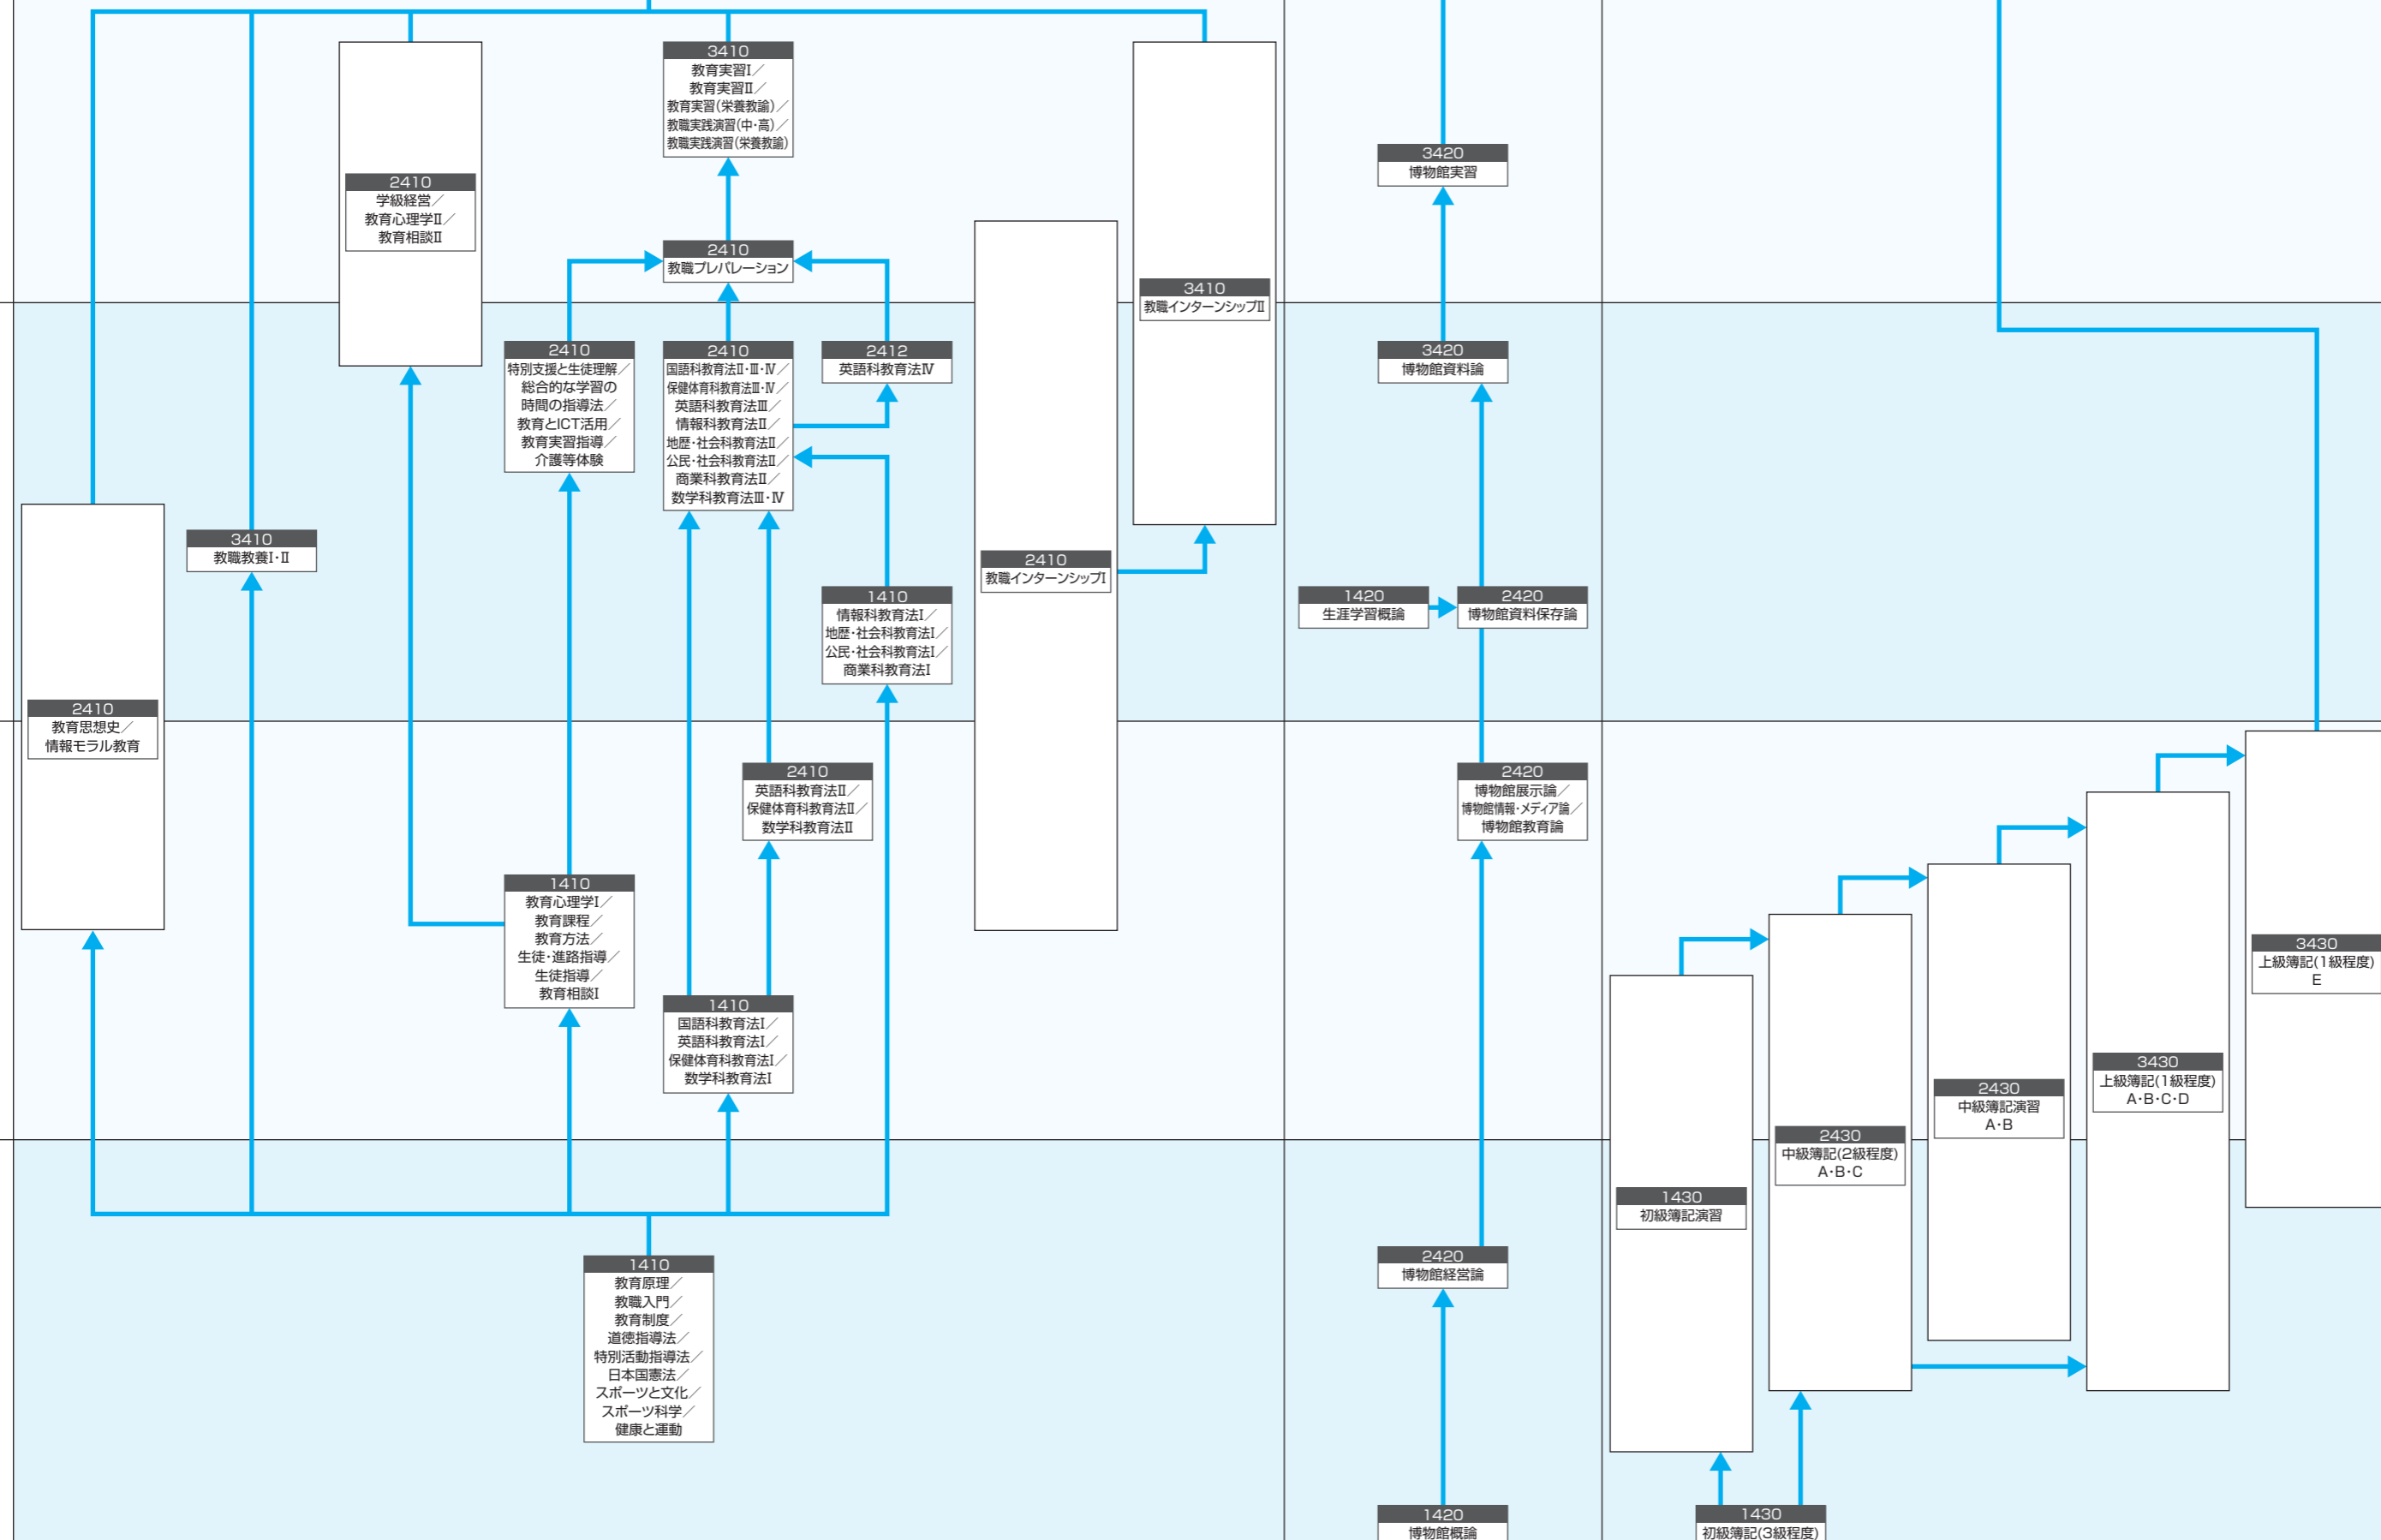 3410
教育実習Ⅰ／
教育実習Ⅱ／
教育実習(栄養教諭)／
教職実践演習(中・高)／
教職実践演習(栄養教諭)
2410
学級経営／
教育心理学Ⅱ／
教育相談Ⅱ
2410
教職プレパレーション
3410
教職インターンシップⅡ
2410
特別支援と生徒理解／
総合的な学習の
時間の指導法／
教育とICT活用／
教育実習指導／
介護等体験
2410
国語科教育法Ⅱ・Ⅲ・Ⅳ／
保健体育科教育法Ⅲ・Ⅳ／
英語科教育法Ⅲ／
情報科教育法Ⅱ／
地歴・社会科教育法Ⅱ／
公民・社会科教育法Ⅱ／
商業科教育法Ⅱ／
数学科教育法Ⅲ・Ⅳ
2412
英語科教育法Ⅳ
3410
教職教養Ⅰ・Ⅱ
2410
教職インターンシップⅠ
1410
情報科教育法Ⅰ／
地歴・社会科教育法Ⅰ／
公民・社会科教育法Ⅰ／
商業科教育法Ⅰ
2410
教育思想史／
情報モラル教育
2410
英語科教育法Ⅱ／
保健体育科教育法Ⅱ／
数学科教育法Ⅱ
1410
教育心理学Ⅰ／
教育課程／
教育方法／
生徒・進路指導／
生徒指導／
教育相談Ⅰ
1410
国語科教育法Ⅰ／
英語科教育法Ⅰ／
保健体育科教育法Ⅰ／
数学科教育法Ⅰ
1410
教育原理／
教職入門／
教育制度／
道徳指導法／
特別活動指導法／
日本国憲法／
スポーツと文化／
スポーツ科学／
健康と運動
3420
博物館実習
3420
博物館資料論
1420
生涯学習概論
2420
博物館資料保存論
2420
博物館展示論／
博物館情報・メディア論／
博物館教育論
2420
博物館経営論
1420
博物館概論
3430
上級簿記(1級程度)
E
3430
上級簿記(1級程度)
A・B・C・D
2430
中級簿記演習
A・B
2430
中級簿記(2級程度)
A・B・C
1430
初級簿記演習
1430
初級簿記(3級程度)